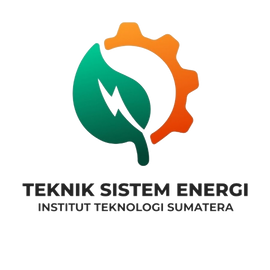 TEKNIK SISTEM ENERGI
INSTITUT TEKNOLOGI SUMATERA